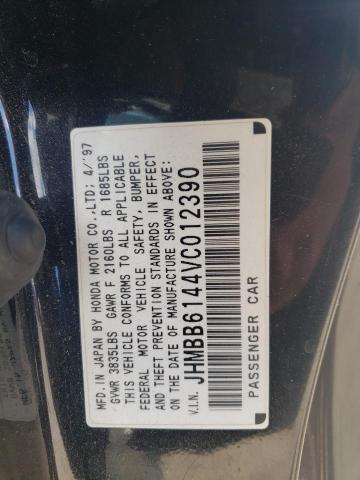 MFD.IN JAPAN BY HONDA MOTOR CO.,LTD; 4/'97
GVWR 3835LBS GAWR F 2160LBS R 1685LBS
THIS VEHICLE CONFORMS TO ALL APPLICABLE
FEDERAL MOTOR VEHICLE SAFETY, BUMPER,
AND THEFT PREVENTION STANDARDS IN EFFECT
ON THE DATE OF MANUFACTURE SHOWN ABOVE.
V.I.N. JHMBB6144VC012390
PASSENGER CAR